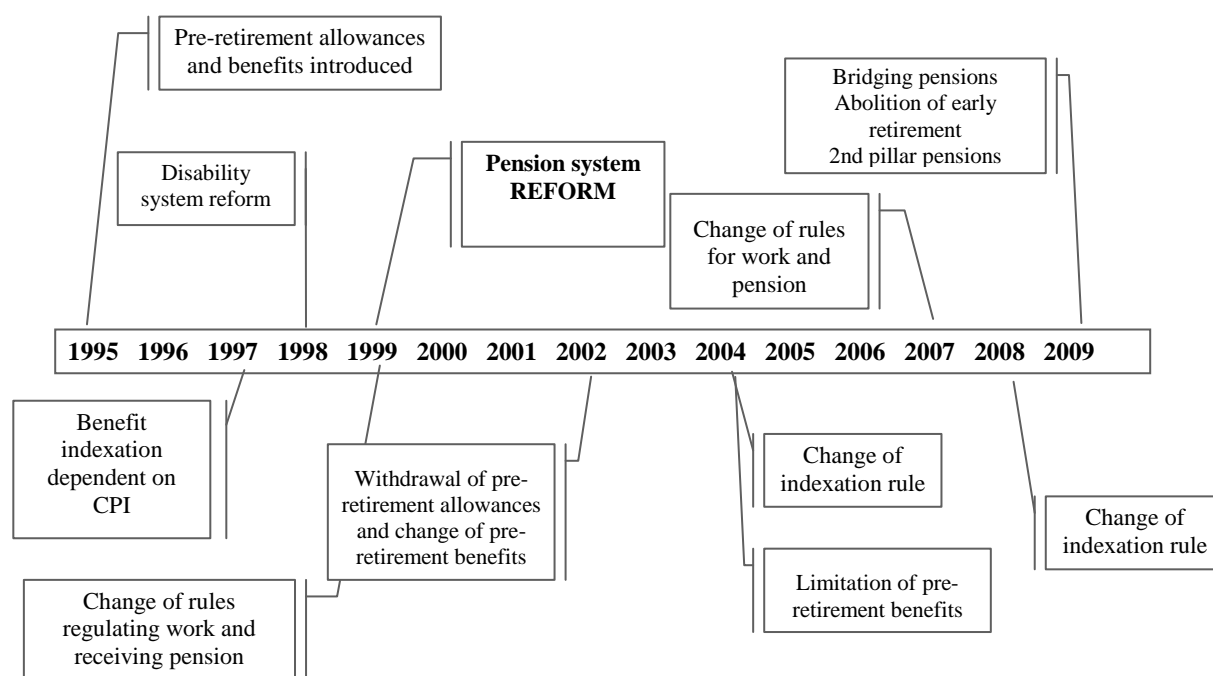 Pre-retirement allowances
and benefits introduced
Bridging pensions
Abolition of early
retirement
2nd pillar pensions
Disability
system reform
Pension system
REFORM
Change of rules
for work and
pension
1995 1996 1997 1998 1999 2000 2001 2002 2003 2004 2005 2006 2007 2008 2009
Benefit
indexation
dependent on
CPI
Withdrawal of pre-
retirement allowances
and change of pre-
retirement benefits
Change of
indexation rule
Change of
indexation rule
Limitation of pre-
retirement benefits
Change of rules
regulating work and
receiving pension